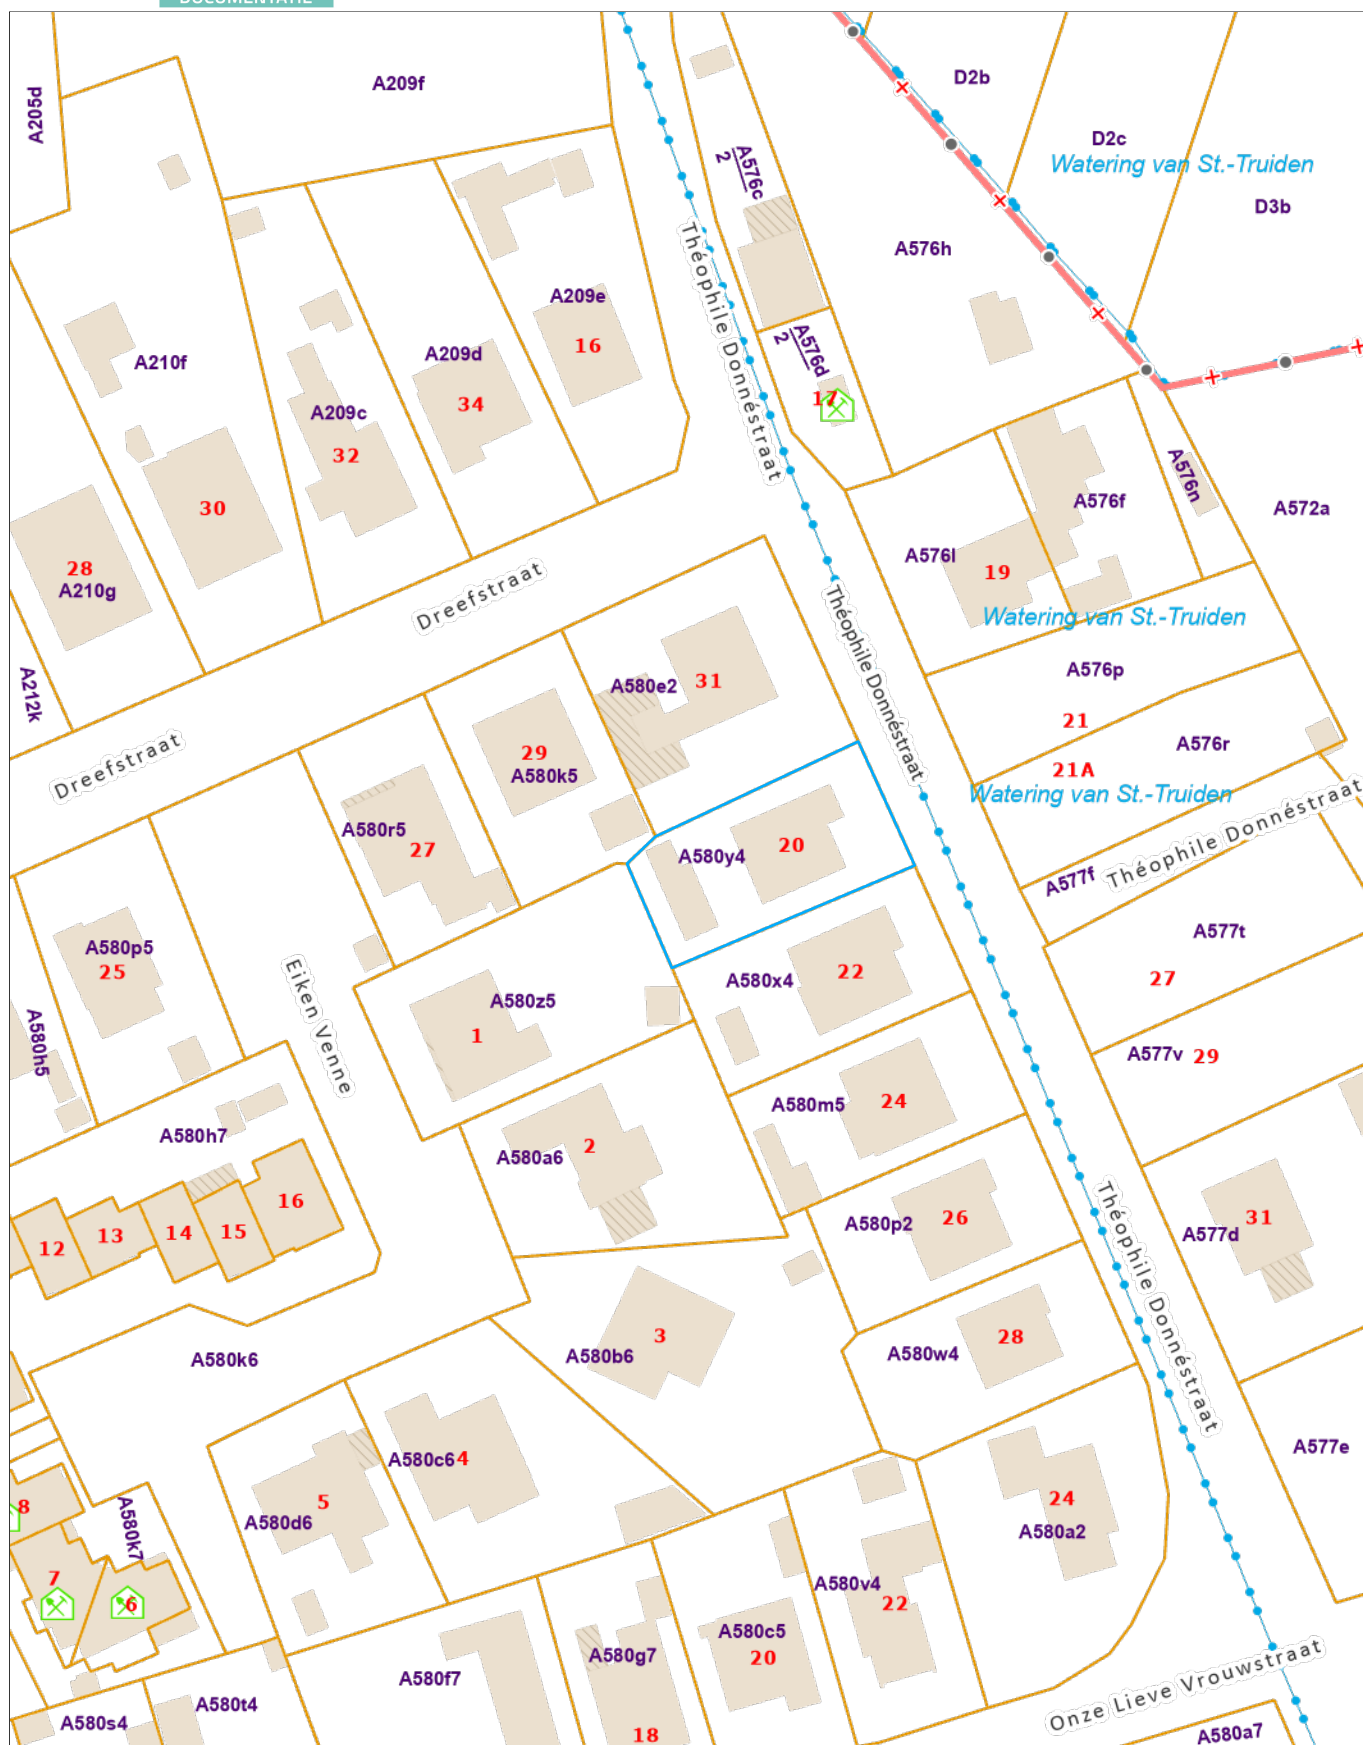 DOCUMENTATIE
A209f
D2b
A205d
D2c
Watering van St.-Truiden
A576c
2
D3b
A576h
Théophile Donnéstraat
A209e
16
A576d
2
A209d
A210f
34
17
A209c
32
A576n
30
A576f
A572a
A576l
28
19
A210g
Dreefstraat
Watering van St.-Truiden
Théophile Donnéstraat
A212k
A576p
A580e2
31
21
A576r
29
A580k5
Dreefstraat
21A
Watering van St.-Truiden
A580r5
27
20
A580y4
Théophile Donnéstraat
A577f
A577t
A580p5
25
22
27
A580x4
Eiken Venne
A580z5
1
A580h5
A577v
29
A580m5
24
A580h7
2
A580a6
16
26
A580p2
31
A577d
15
14
13
12
Théophile Donnéstraat
3
28
A580b6
A580w4
A580k6
A577e
A580c6
4
5
24
8
A580d6
A580a2
A580k7
7
A580v4
6
22
A580c5
A580g7
20
Onze Lieve Vrouwstraat
A580f7
A580t4
A580s4
18
A580a7